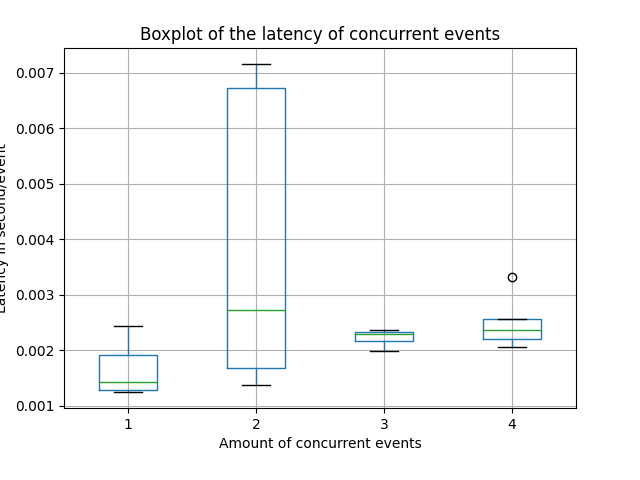 Boxplot of the latency of concurrent events
0.007
0.006
0.005
0.004
0.003
0.002
0.001
Latency in second/event
1 2 3 4
Amount of concurrent events